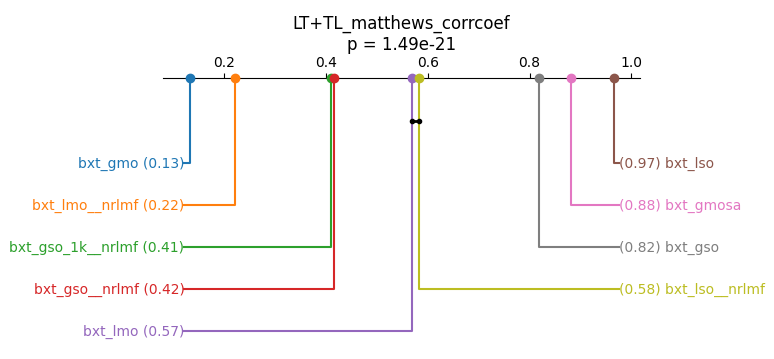 LT+TL_matthews_corrcoef
p = 1.49e-21
0.2 0.4 0.6 0.8 1.0
bxt_gmo (0.13) (0.97) bxt_lso
bxt_lmo__nrlmf (0.22) (0.88) bxt_gmosa
bxt_gso_1k__nrlmf (0.41) (0.82) bxt_gso
bxt_gso__nrlmf (0.42) (0.58) bxt_lso__nrlmf
bxt_lmo (0.57)